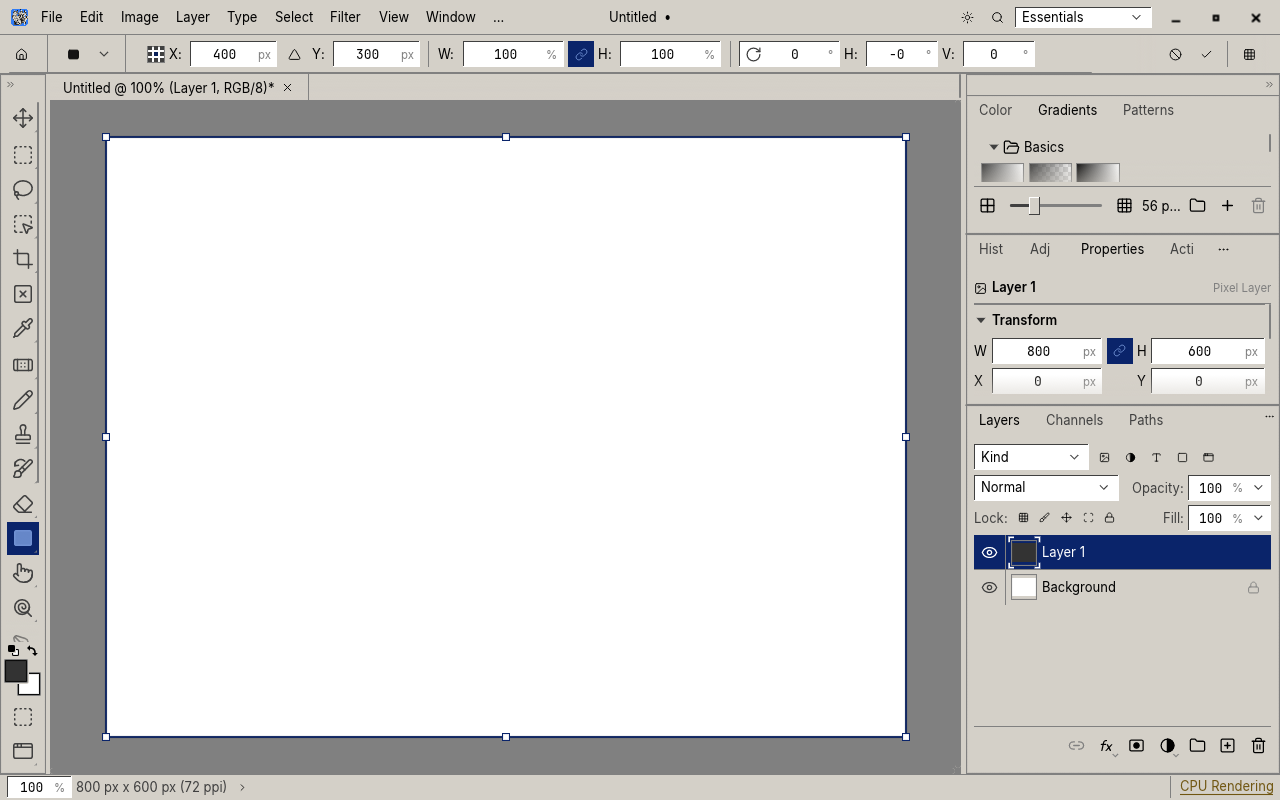 File Edit Image Layer Type Select Filter View Window ... Untitled • Essentials
X: 400 px Y: 300 px W: 100 % H: 100 % 0 ° H: -0 ° V: 0 °
Untitled @ 100% (Layer 1, RGB/8)*
Color Gradients Patterns
Basics
56 p...
Hist Adj Properties Acti
Layer 1 Pixel Layer
Transform
W 800 px H 600 px
X 0 px Y 0 px
Layers Channels Paths
Kind
Normal Opacity: 100 %
Lock: Fill: 100 %
Layer 1
Background
fx
100 % 800 px x 600 px (72 ppi) CPU Rendering